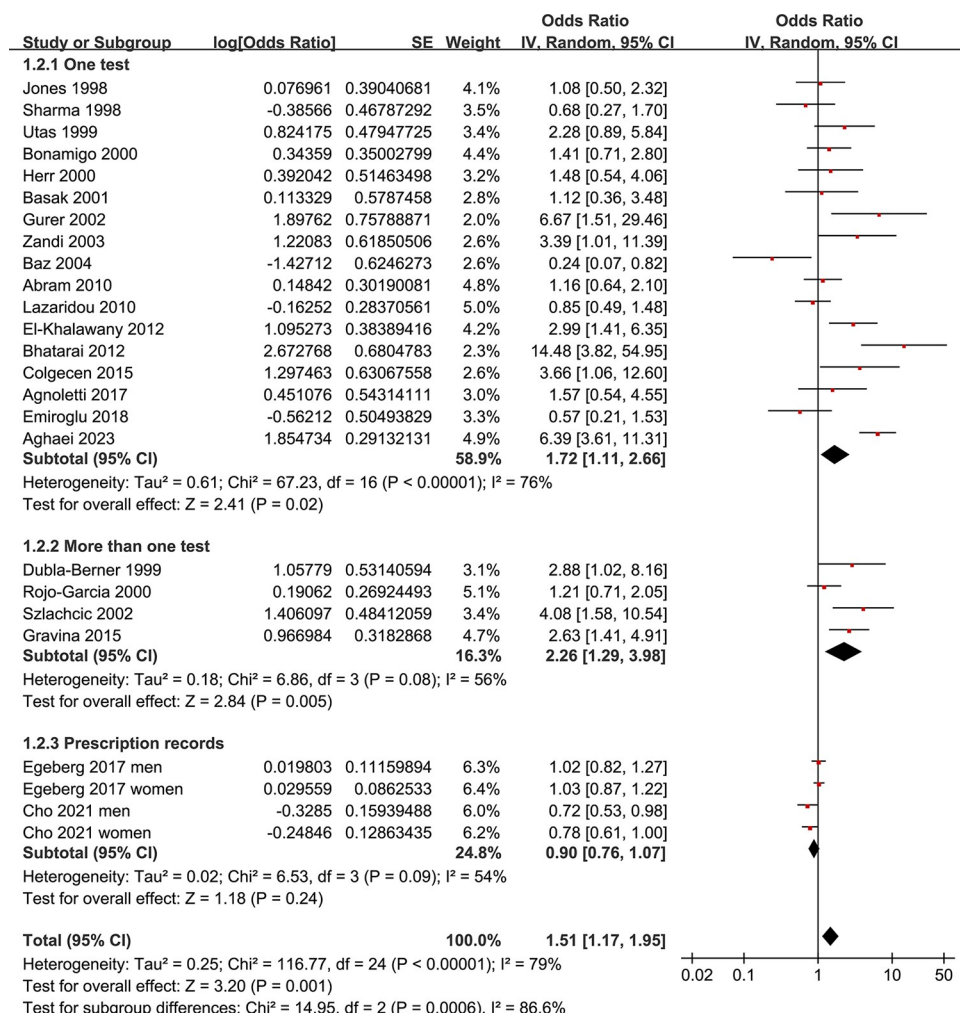 Odds Ratio Odds Ratio
Study or Subgroup log[Odds Ratio] SE Weight IV, Random, 95% CI IV, Random, 95% CI
1.2.1 One test
Jones 1998 0.076961 0.39040681 4.1% 1.08 [0.50, 2.32]
Sharma 1998 -0.38566 0.46787292 3.5% 0.68 [0.27, 1.70]
Utas 1999 0.824175 0.47947725 3.4% 2.28 [0.89, 5.84]
Bonamigo 2000 0.34359 0.35002799 4.4% 1.41 [0.71, 2.80]
Herr 2000 0.392042 0.51463498 3.2% 1.48 [0.54, 4.06]
Basak 2001 0.113329 0.5787458 2.8% 1.12 [0.36, 3.48]
Gurer 2002 1.89762 0.75788871 2.0% 6.67 [1.51, 29.46]
Zandi 2003 1.22083 0.61850506 2.6% 3.39 [1.01, 11.39]
Baz 2004 -1.42712 0.6246273 2.6% 0.24 [0.07, 0.82]
Abram 2010 0.14842 0.30190081 4.8% 1.16 [0.64, 2.10]
Lazaridou 2010 -0.16252 0.28370561 5.0% 0.85 [0.49, 1.48]
El-Khalawany 2012 1.095273 0.38389416 4.2% 2.99 [1.41, 6.35]
Bhatarai 2012 2.672768 0.6804783 2.3% 14.48 [3.82, 54.95]
Colgecen 2015 1.297463 0.63067558 2.6% 3.66 [1.06, 12.60]
Agnoletti 2017 0.451076 0.54314111 3.0% 1.57 [0.54, 4.55]
Emiroglu 2018 -0.56212 0.50493829 3.3% 0.57 [0.21, 1.53]
Aghaei 2023 1.854734 0.29132131 4.9% 6.39 [3.61, 11.31]
Subtotal (95% CI) 58.9% 1.72 [1.11, 2.66]
Heterogeneity: Tau² = 0.61; Chi² = 67.23, df = 16 (P < 0.00001); I² = 76%
Test for overall effect: Z = 2.41 (P = 0.02)
1.2.2 More than one test
Dubla-Berner 1999 1.05779 0.53140594 3.1% 2.88 [1.02, 8.16]
Rojo-Garcia 2000 0.19062 0.26924493 5.1% 1.21 [0.71, 2.05]
Szlachcic 2002 1.406097 0.48412059 3.4% 4.08 [1.58, 10.54]
Gravina 2015 0.966984 0.3182868 4.7% 2.63 [1.41, 4.91]
Subtotal (95% CI) 16.3% 2.26 [1.29, 3.98]
Heterogeneity: Tau² = 0.18; Chi² = 6.86, df = 3 (P = 0.08); I² = 56%
Test for overall effect: Z = 2.84 (P = 0.005)
1.2.3 Prescription records
Egeberg 2017 men 0.019803 0.11159894 6.3% 1.02 [0.82, 1.27]
Egeberg 2017 women 0.029559 0.0862533 6.4% 1.03 [0.87, 1.22]
Cho 2021 men -0.3285 0.15939488 6.0% 0.72 [0.53, 0.98]
Cho 2021 women -0.24846 0.12863435 6.2% 0.78 [0.61, 1.00]
Subtotal (95% CI) 24.8% 0.90 [0.76, 1.07]
Heterogeneity: Tau² = 0.02; Chi² = 6.53, df = 3 (P = 0.09); I² = 54%
Test for overall effect: Z = 1.18 (P = 0.24)
Total (95% CI) 100.0% 1.51 [1.17, 1.95]
Heterogeneity: Tau² = 0.25; Chi² = 116.77, df = 24 (P < 0.00001); I² = 79%
0.02 0.1 1 10 50
Test for overall effect: Z = 3.20 (P = 0.001)
Test for subgroup differences: Chi² = 14.95, df = 2 (P = 0.0006), I² = 86.6%